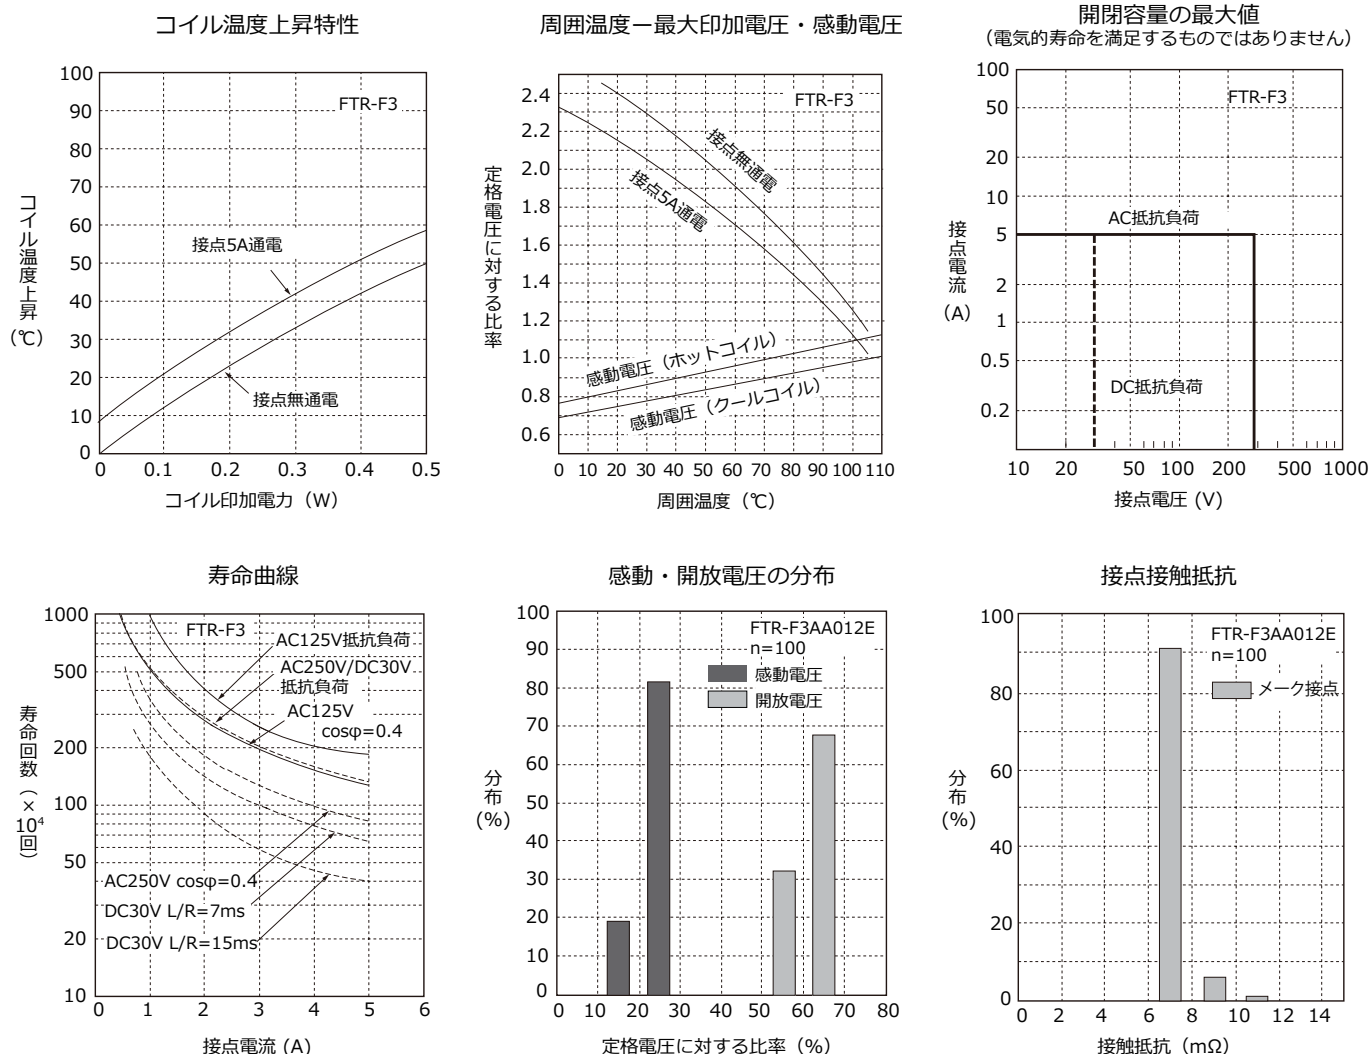 コイル温度上昇特性
100
90
80
70
60
50
40
30
20
10
0
コイル温度上昇
(℃)
FTR-F3
接点5A通電
接点無通電
0 0.1 0.2 0.3 0.4 0.5
コイル印加電力（W）
周囲温度ー最大印加電圧・感動電圧
2.4
2.2
2.0
1.8
1.6
1.4
1.2
1.0
0.8
0.6
定格電圧に対する比率
FTR-F3
接点無通電
接点5A通電
感動電圧（ホットコイル）
感動電圧（クールコイル）
0 10 20 30 40 50 60 70 80 90 100 110
周囲温度（℃）
開閉容量の最大値
（電気的寿命を満足するものではありません）
100
50
20
10
5
2
1
0.5
0.2
接点電流
(A)
FTR-F3
AC抵抗負荷
DC抵抗負荷
10 20 50 100 200 500 1000
接点電圧 (V)
寿命曲線
1000
500
200
100
50
20
10
寿命回数（×10⁴回）
FTR-F3
AC125V抵抗負荷
AC250V/DC30V
抵抗負荷
AC125V
cosφ=0.4
AC250V cosφ=0.4
DC30V L/R=7ms
DC30V L/R=15ms
0 1 2 3 4 5 6
接点電流 (A)
感動・開放電圧の分布
100
90
80
70
60
50
40
30
20
10
0
分布
(%)
FTR-F3AA012E
n=100
感動電圧
開放電圧
0 10 20 30 40 50 60 70 80
定格電圧に対する比率（%）
接点接触抵抗
100
80
60
40
20
0
分布
(%)
FTR-F3AA012E
n=100
メーク接点
0 2 4 6 8 10 12 14
接触抵抗（mΩ）